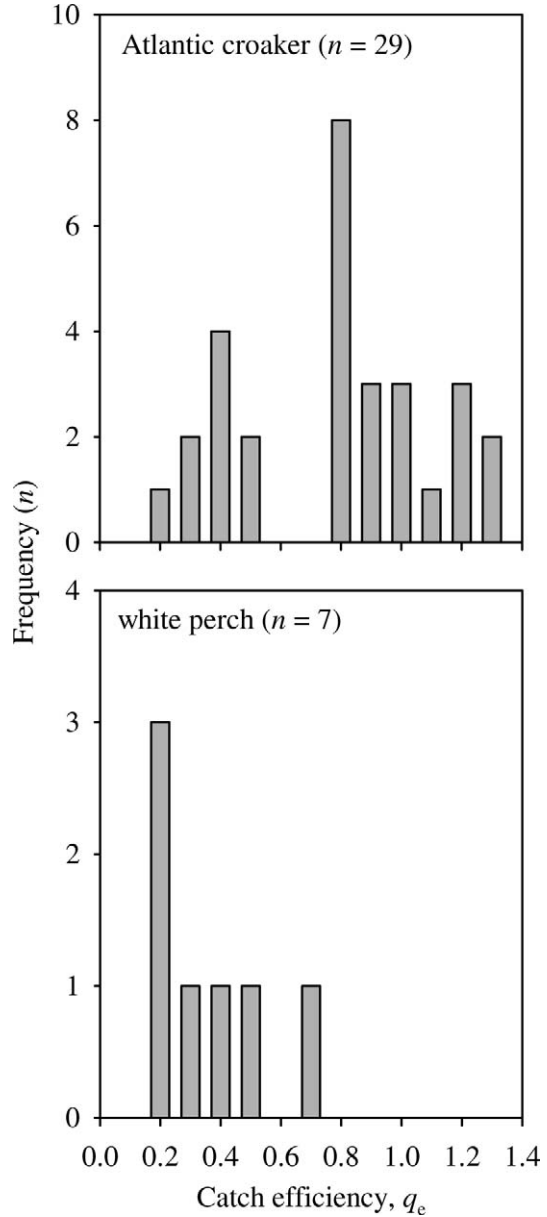 10
Atlantic croaker (n = 29)
8
6
4
2
0
Frequency (n)
4
white perch (n = 7)
3
2
1
0
0.0 0.2 0.4 0.6 0.8 1.0 1.2 1.4
Catch efficiency, qe